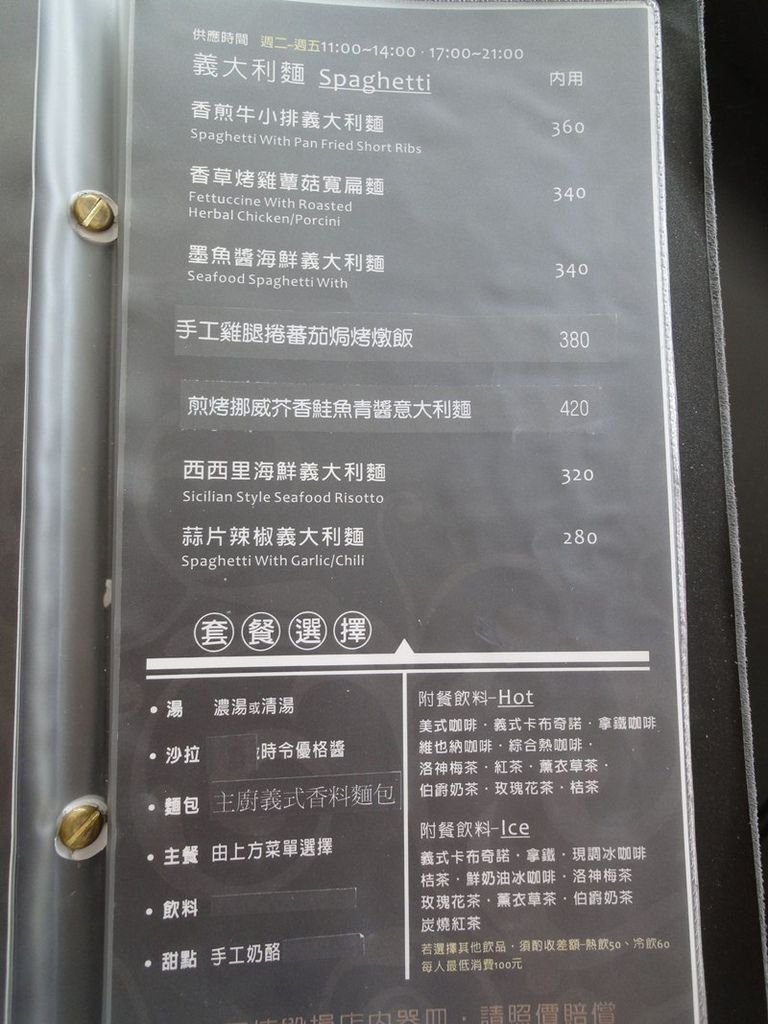 供應時間 週二-週五11:00~14:00·17:00~21:00
義大利麵 Spaghetti 內用
香煎牛小排義大利麵 360
Spaghetti With Pan Fried Short Ribs
香草烤雞蕈菇寬扁麵 340
Fettuccine With Roasted
Herbal Chicken/Porcini
墨魚醬海鮮義大利麵 340
Seafood Spaghetti With
手工雞腿捲蕃茄焗烤燉飯 380
煎烤挪威芥香鮭魚青醬意大利麵 420
西西里海鮮義大利麵 320
Sicilian Style Seafood Risotto
蒜片辣椒義大利麵 280
Spaghetti With Garlic/Chili
套餐選擇
• 湯 濃湯或清湯
• 沙拉 時令優格醬
• 麵包 主廚義式香料麵包
• 主餐 由上方菜單選擇
• 飲料
• 甜點 手工奶酪
附餐飲料-Hot
美式咖啡·義式卡布奇諾·拿鐵咖啡
維也納咖啡·綜合熱咖啡·
洛神梅茶·紅茶·薰衣草茶·
伯爵奶茶·玫瑰花茶·桔茶
附餐飲料-Ice
義式卡布奇諾·拿鐵·現調冰咖啡
桔茶·鮮奶油冰咖啡·洛神梅茶
玫瑰花茶·薰衣草茶·伯爵奶茶
炭燒紅茶
若選擇其他飲品，須酌收差額-熱飲50、冷飲60
每人最低消費100元
損店內器皿，請照價賠償